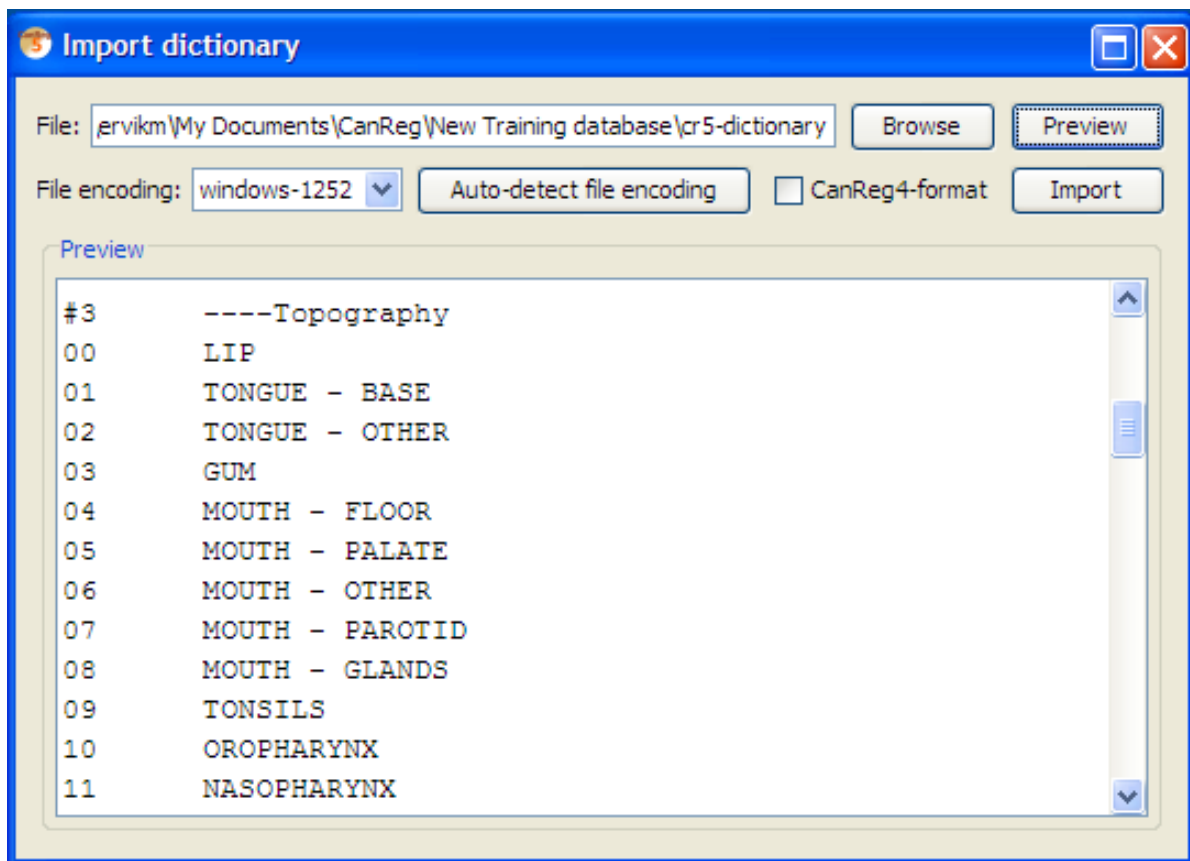 Import dictionary
File: ervikm\My Documents\CanReg\New Training database\cr5-dictionary Browse Preview
File encoding: windows-1252 Auto-detect file encoding CanReg4-format Import
Preview
#3 ----Topography
00 LIP
01 TONGUE - BASE
02 TONGUE - OTHER
03 GUM
04 MOUTH - FLOOR
05 MOUTH - PALATE
06 MOUTH - OTHER
07 MOUTH - PAROTID
08 MOUTH - GLANDS
09 TONSILS
10 OROPHARYNX
11 NASOPHARYNX